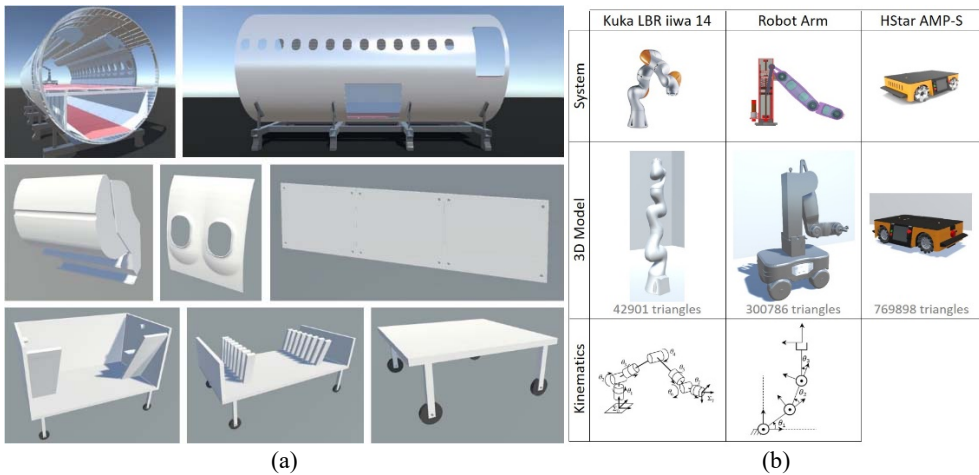 Kuka LBR iiwa 14 Robot Arm HStar AMP-S
System
3D Model
42901 triangles 300786 triangles 769898 triangles
Kinematics
(a) (b)